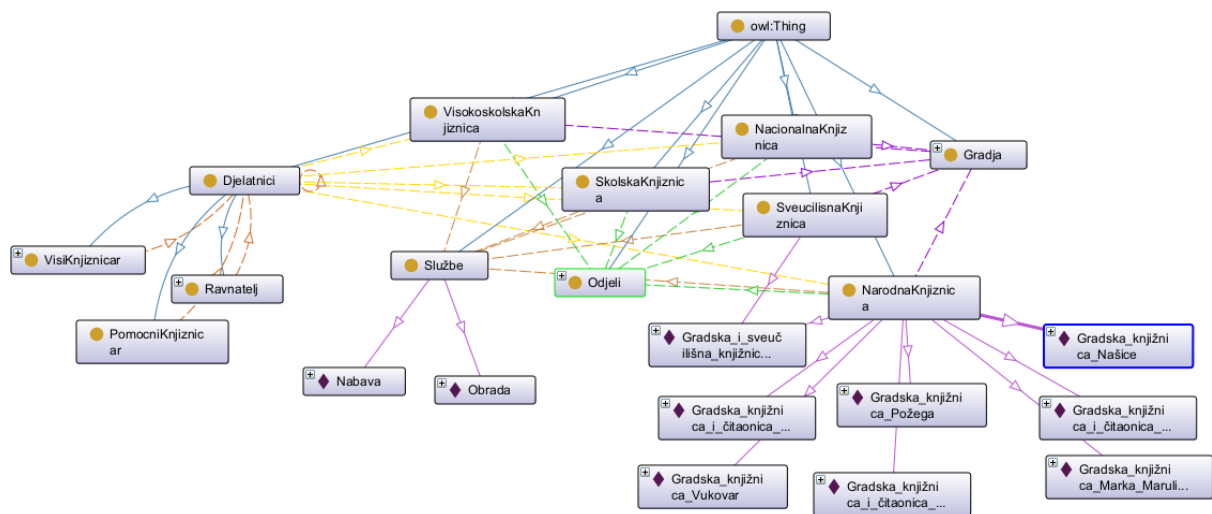 owl:Thing
VisokoskolskaKn
jiznica
NacionalnaKnjiz
nica
Gradja
Djelatnici
SkolskaKnjiznic
a
SveucilisnaKnji
znica
VisiKnjiznicar
Službe
Odjeli
Ravnatelj
NarodnaKnjiznic
a
PomocniKnjiznic
ar
Gradska_i_sveuč
ilišna_knjižnic...
Gradska_knjižni
ca_Našice
Nabava
Obrada
Gradska_knjižni
ca_i_čitaonica_...
Gradska_knjižni
ca_Požega
Gradska_knjižni
ca_i_čitaonica_...
Gradska_knjižni
ca_Vukovar
Gradska_knjižni
ca_i_čitaonica_...
Gradska_knjižni
ca_Marka_Maruli...